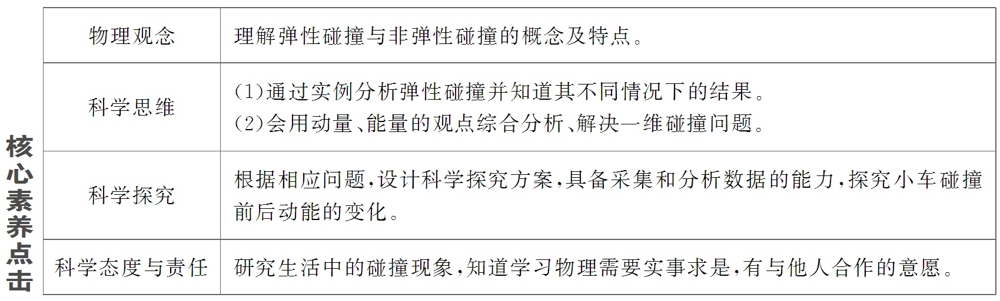 核心素养点击
物理观念
理解弹性碰撞与非弹性碰撞的概念及特点。
科学思维
(1)通过实例分析弹性碰撞并知道其不同情况下的结果。
(2)会用动量、能量的观点综合分析、解决一维碰撞问题。
科学探究
根据相应问题,设计科学探究方案,具备采集和分析数据的能力,探究小车碰撞
前后动能的变化。
科学态度与责任
研究生活中的碰撞现象,知道学习物理需要实事求是,有与他人合作的意愿。